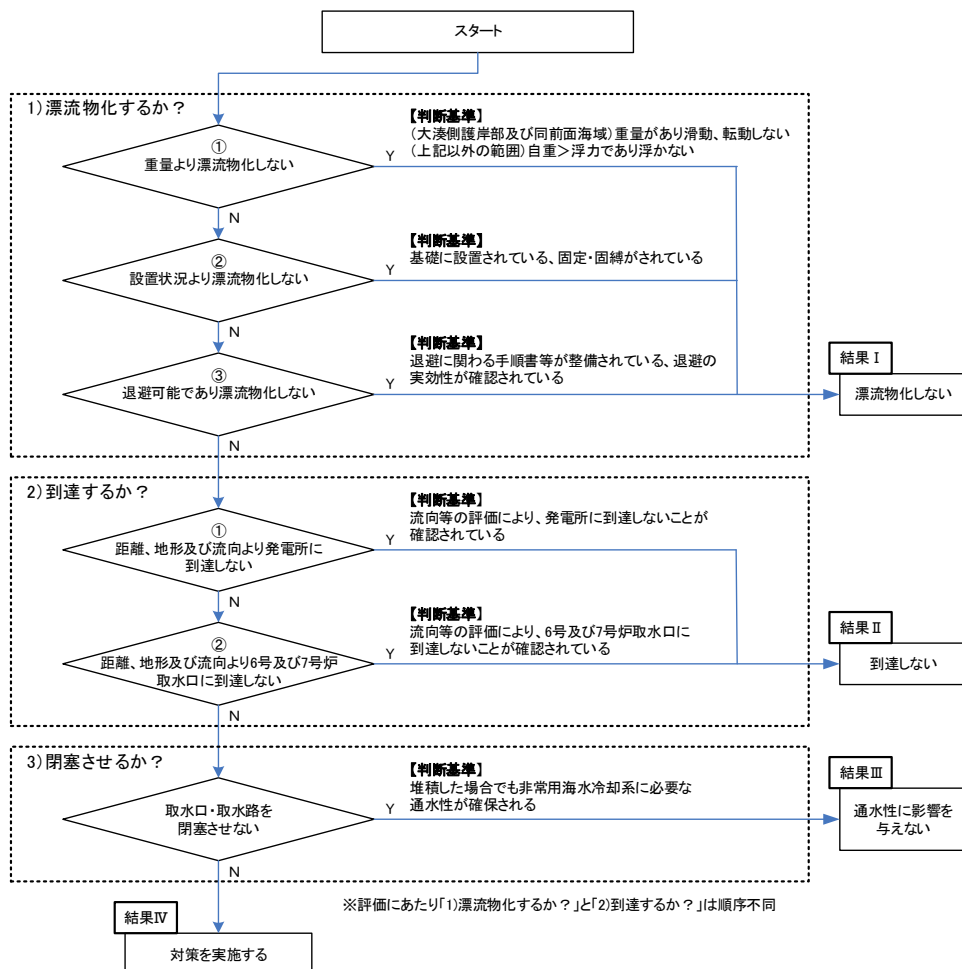 スタート
1)漂流物化するか？
①
重量より漂流物化しない
Y
N
【判断基準】
(大湊側護岸部及び同前面海域)重量があり滑動、転動しない
(上記以外の範囲)自重＞浮力であり浮かない
②
設置状況より漂流物化しない
Y
N
【判断基準】
基礎に設置されている、固定・固縛がされている
③
退避可能であり漂流物化しない
Y
N
【判断基準】
退避に関わる手順書等が整備されている、退避の
実効性が確認されている
結果Ⅰ
漂流物化しない
2)到達するか？
①
距離、地形及び流向より発電所に
到達しない
Y
N
【判断基準】
流向等の評価により、発電所に到達しないことが
確認されている
②
距離、地形及び流向より6号及び7号炉
取水口に到達しない
Y
N
【判断基準】
流向等の評価により、6号及び7号炉取水口に
到達しないことが確認されている
結果Ⅱ
到達しない
3)閉塞させるか？
取水口・取水路を
閉塞させない
Y
N
【判断基準】
堆積した場合でも非常用海水冷却系に必要な
通水性が確保される
結果Ⅲ
通水性に影響を
与えない
※評価にあたり「1)漂流物化するか？」と「2)到達するか？」は順序不同
結果Ⅳ
対策を実施する